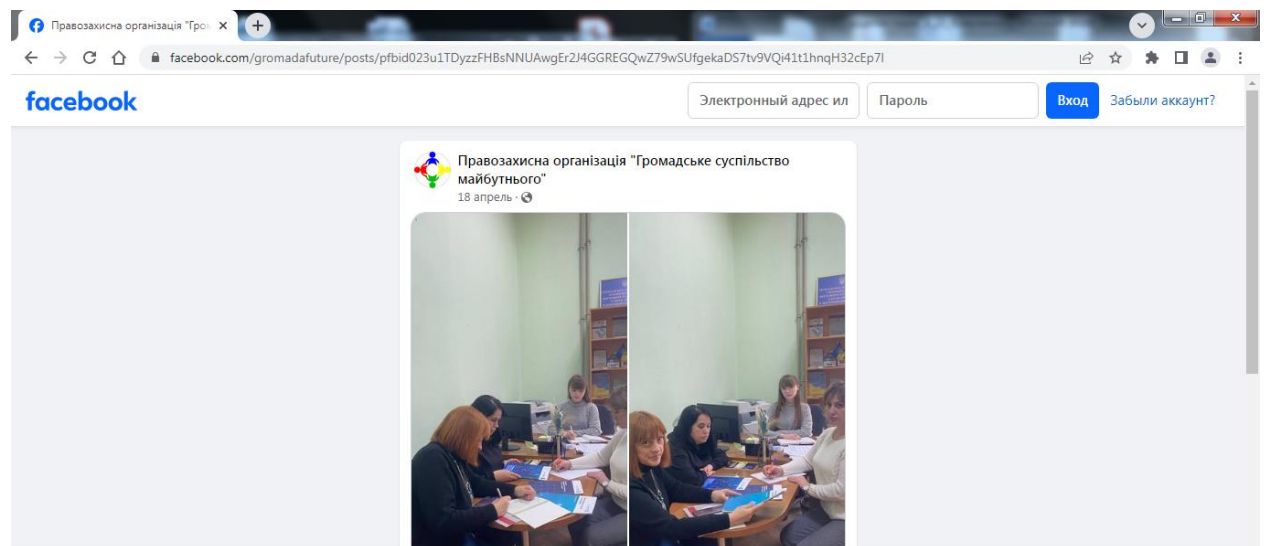 Правозахисна організація "Гро
facebook.com/gromadafuture/posts/pfbid023u1TDyzzFHBsNNUAwgEr2J4GGREGQwZ79wSUfgekaDS7tv9VQi41t1hnqH32cEp7l
facebook
Электронный адрес ил
Пароль
Вход
Забыли аккаунт?
Правозахисна організація "Громадське суспільство
майбутнього"
18 апрель ·